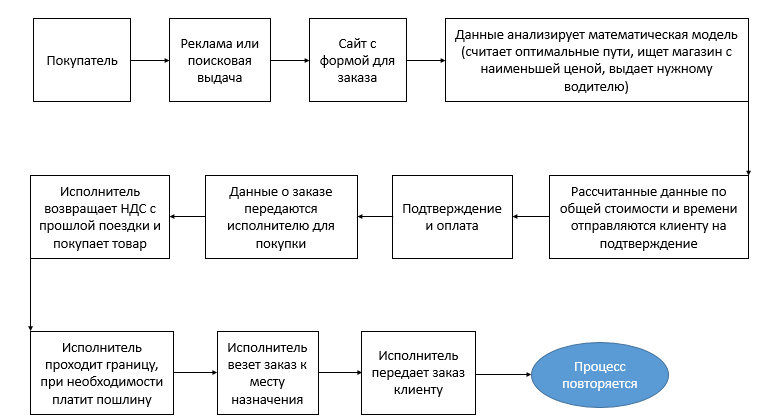 Покупатель
Реклама или
поисковая
выдача
Сайт с
формой для
заказа
Данные анализирует математическая модель
(считает оптимальные пути, ищет магазин с
наименьшей ценой, выдает нужному
водителю)
Исполнитель
возвращает НДС с
прошлой поездки и
покупает товар
Данные о заказе
передаются
исполнителю для
покупки
Подтверждение
и оплата
Рассчитанные данные по
общей стоимости и времени
отправляются клиенту на
подтверждение
Исполнитель
проходит границу,
при необходимости
платит пошлину
Исполнитель
везет заказ к
месту
назначения
Исполнитель
передает заказ
клиенту
Процесс
повторяется